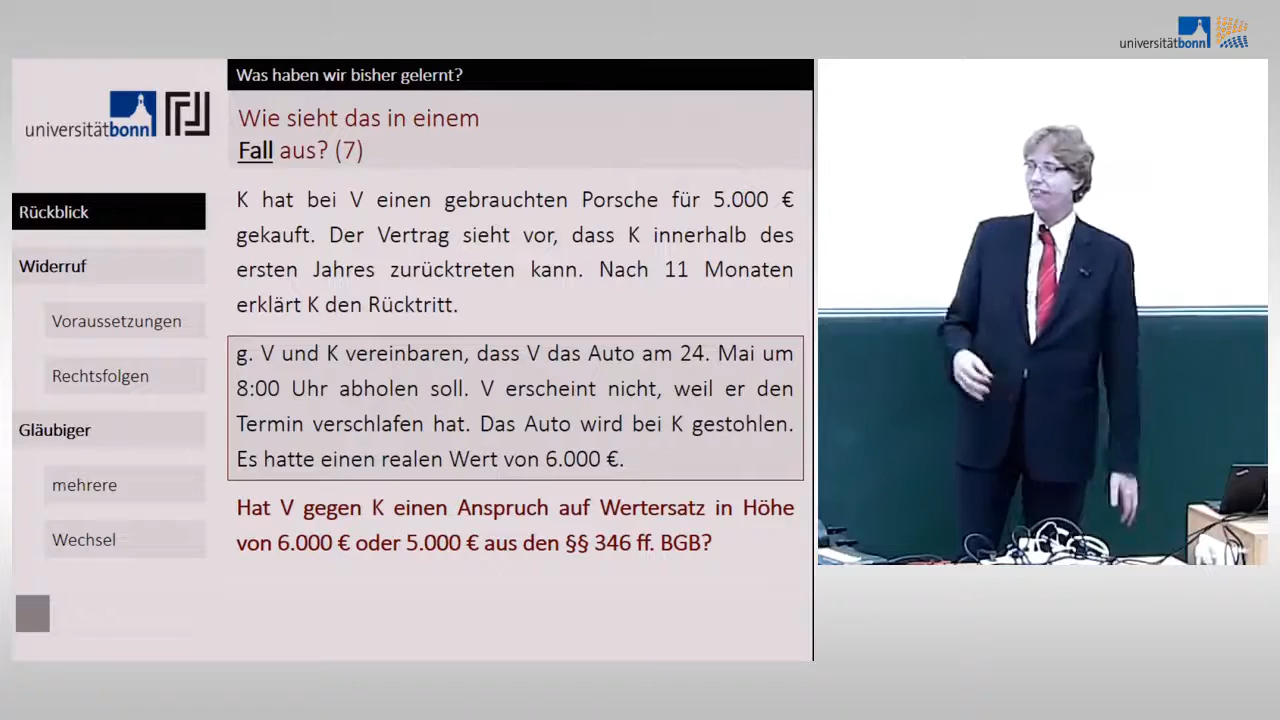 universitätbonn
Was haben wir bisher gelernt?
universitätbonn
Wie sieht das in einem
Fall aus? (7)
Rückblick
Widerruf
Voraussetzungen
Rechtsfolgen
Gläubiger
mehrere
Wechsel
K hat bei V einen gebrauchten Porsche für 5.000 €
gekauft. Der Vertrag sieht vor, dass K innerhalb des
ersten Jahres zurücktreten kann. Nach 11 Monaten
erklärt K den Rücktritt.
g. V und K vereinbaren, dass V das Auto am 24. Mai um
8:00 Uhr abholen soll. V erscheint nicht, weil er den
Termin verschlafen hat. Das Auto wird bei K gestohlen.
Es hatte einen realen Wert von 6.000 €.
Hat V gegen K einen Anspruch auf Wertersatz in Höhe
von 6.000 € oder 5.000 € aus den §§ 346 ff. BGB?